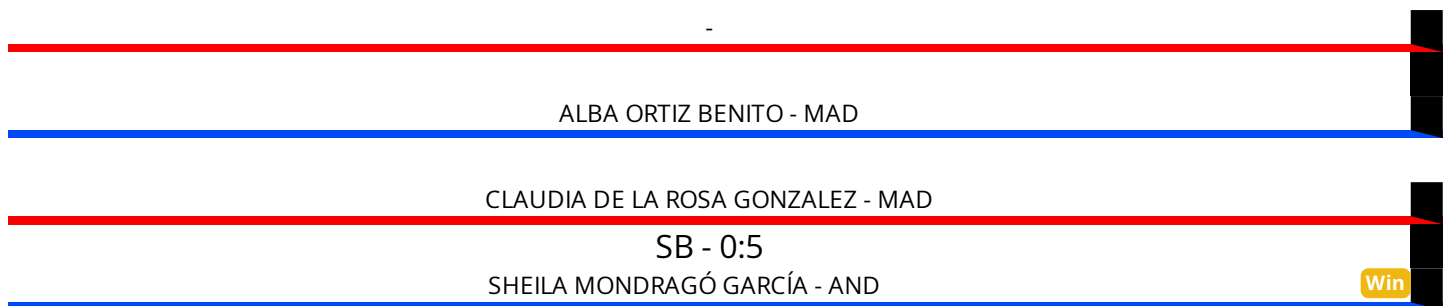 -
ALBA ORTIZ BENITO - MAD
CLAUDIA DE LA ROSA GONZALEZ - MAD
SB - 0:5
SHEILA MONDRAGÓ GARCÍA - AND
Win